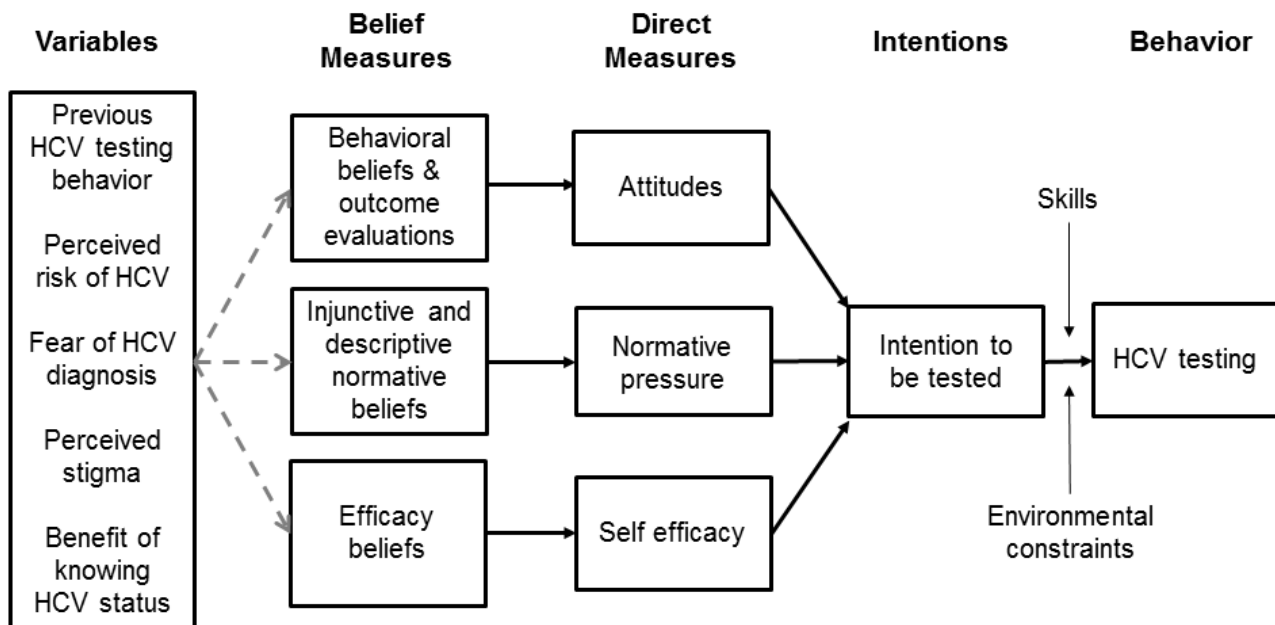 Variables
Belief
Measures
Direct
Measures
Intentions
Behavior
Previous
HCV testing
behavior
Perceived
risk of HCV
Fear of HCV
diagnosis
Perceived
stigma
Benefit of
knowing
HCV status
Behavioral
beliefs &
outcome
evaluations
Injunctive and
descriptive
normative
beliefs
Efficacy
beliefs
Attitudes
Normative
pressure
Self efficacy
Intention to
be tested
Skills
Environmental
constraints
HCV testing